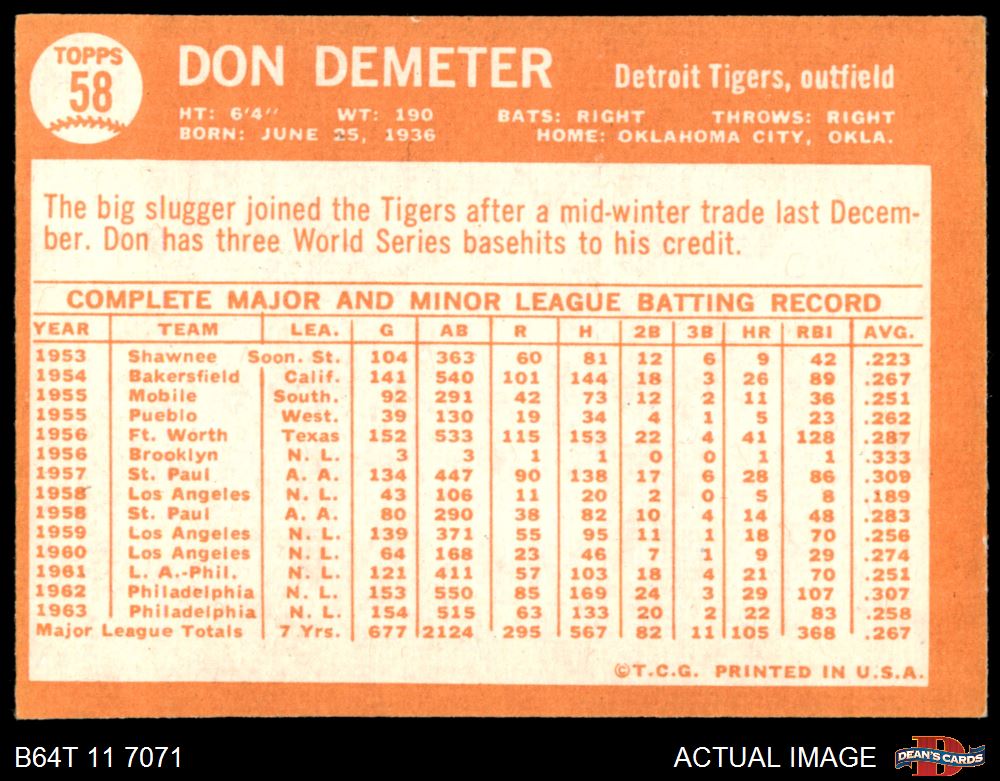 TOPPS
58
DON DEMETER
Detroit Tigers, outfield
HT: 6'4" WT: 190 BATS: RIGHT THROWS: RIGHT
BORN: JUNE 25, 1936 HOME: OKLAHOMA CITY, OKLA.
The big slugger joined the Tigers after a mid-winter trade last Decem-
ber. Don has three World Series basehits to his credit.
COMPLETE MAJOR AND MINOR LEAGUE BATTING RECORD
YEAR TEAM LEA. G AB R H 2B 3B HR RBI AVG.
1953 Shawnee Soon. St. 104 363 60 81 12 6 9 42 .223
1954 Bakersfield Calif. 141 540 101 144 18 3 26 89 .267
1955 Mobile South. 92 291 42 73 12 2 11 36 .251
1955 Pueblo West. 39 130 19 34 4 1 5 23 .262
1956 Ft. Worth Texas 152 533 115 153 22 4 41 128 .287
1956 Brooklyn N. L. 3 3 1 1 0 0 1 1 .333
1957 St. Paul A. A. 134 447 90 138 17 6 28 86 .309
1958 Los Angeles N. L. 43 106 11 20 2 0 5 8 .189
1958 St. Paul A. A. 80 290 38 82 10 4 14 48 .283
1959 Los Angeles N. L. 139 371 55 95 11 1 18 70 .256
1960 Los Angeles N. L. 64 168 23 46 7 1 9 29 .274
1961 L. A.-Phil. N. L. 121 411 57 103 18 4 21 70 .251
1962 Philadelphia N. L. 153 550 85 169 24 3 29 107 .307
1963 Philadelphia N. L. 154 515 63 133 20 2 22 83 .258
Major League Totals 7 Yrs. 677 2124 295 567 82 11 105 368 .267
©T.C.G. PRINTED IN U.S.A.
B64T 11 7071
ACTUAL IMAGE
DEAN'S CARDS